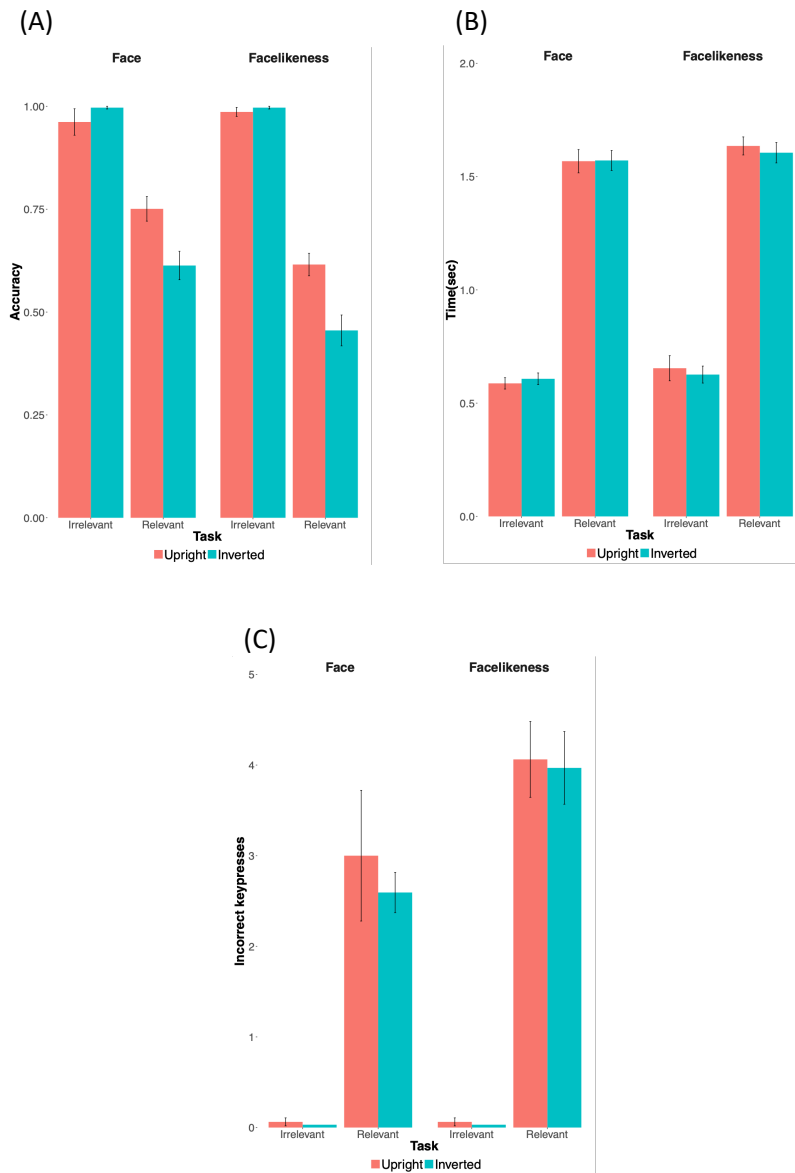 (A)
Face Facelikeness
1.00
0.75
0.50
0.25
0.00
Accuracy
Irrelevant Relevant Irrelevant Relevant
Task
Upright Inverted
(B)
2.0
Face Facelikeness
1.5
1.0
0.5
0.0
Time(sec)
Irrelevant Relevant Irrelevant Relevant
Task
Upright Inverted
(C)
Face Facelikeness
5
4
3
2
1
0
Incorrect keypresses
Irrelevant Relevant Irrelevant Relevant
Task
Upright Inverted